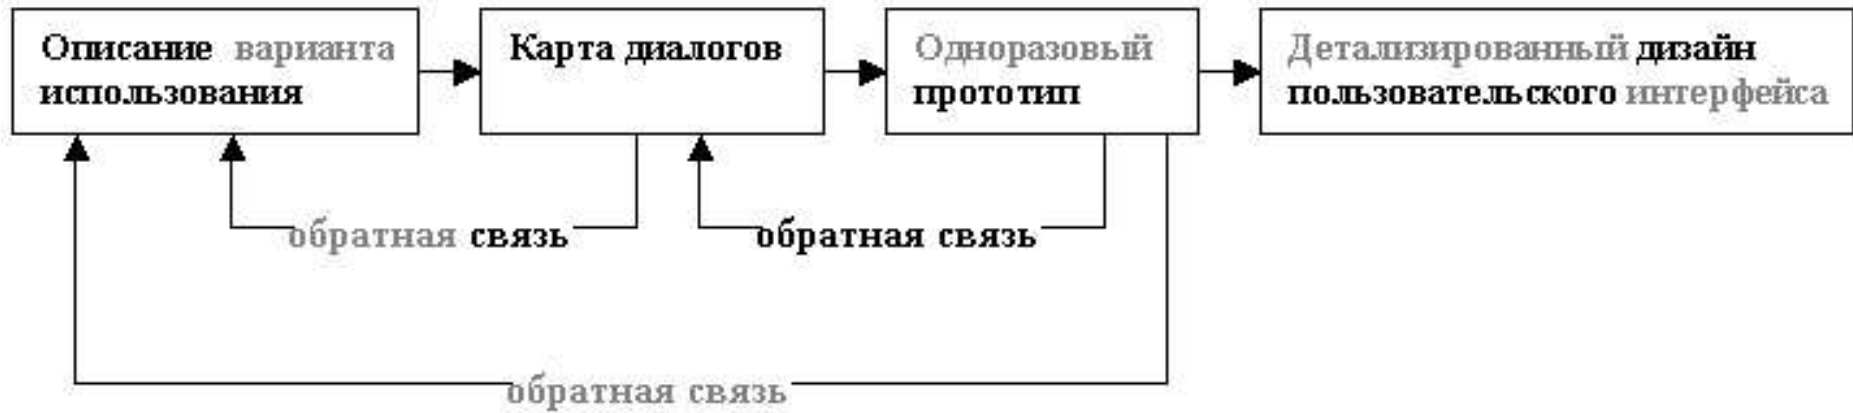 Описание варианта
использования
Карта диалогов
Одноразовый
прототип
Детализированный дизайн
пользовательского интерфейса
обратная связь
обратная связь
обратная связь